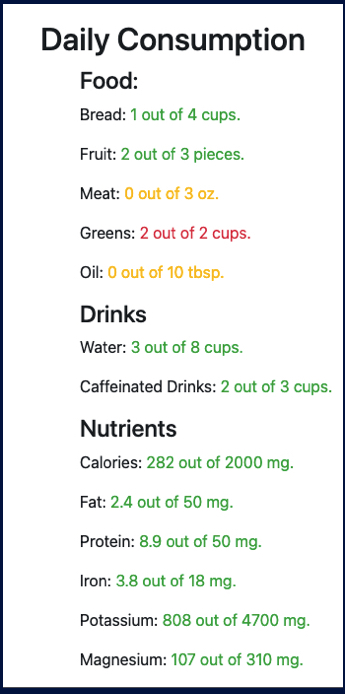 Daily Consumption
Food:
Bread: 1 out of 4 cups.
Fruit: 2 out of 3 pieces.
Meat: 0 out of 3 oz.
Greens: 2 out of 2 cups.
Oil: 0 out of 10 tbsp.
Drinks
Water: 3 out of 8 cups.
Caffeinated Drinks: 2 out of 3 cups.
Nutrients
Calories: 282 out of 2000 mg.
Fat: 2.4 out of 50 mg.
Protein: 8.9 out of 50 mg.
Iron: 3.8 out of 18 mg.
Potassium: 808 out of 4700 mg.
Magnesium: 107 out of 310 mg.